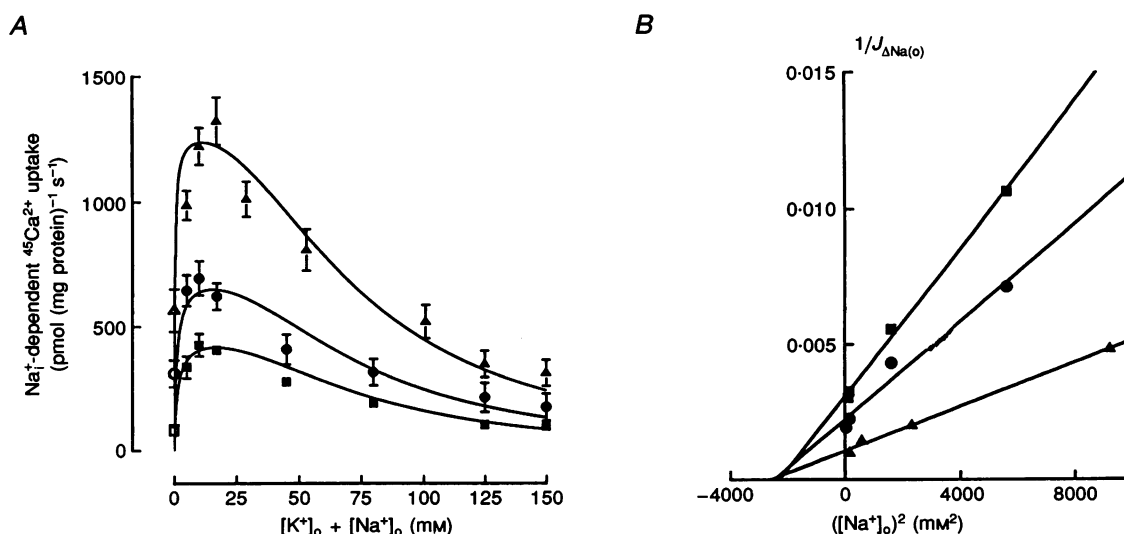 A
1500
1000
500
0
Na⁺ᵢ-dependent ⁴⁵Ca²⁺ uptake
(pmol (mg protein)⁻¹ s⁻¹)
0 25 50 75 100 125 150
[K⁺]ₒ + [Na⁺]ₒ (mM)
B
1/J_ΔNa(o)
0·015
0·010
0·005
−4000 0 4000 8000
([Na⁺]ₒ)² (mM²)